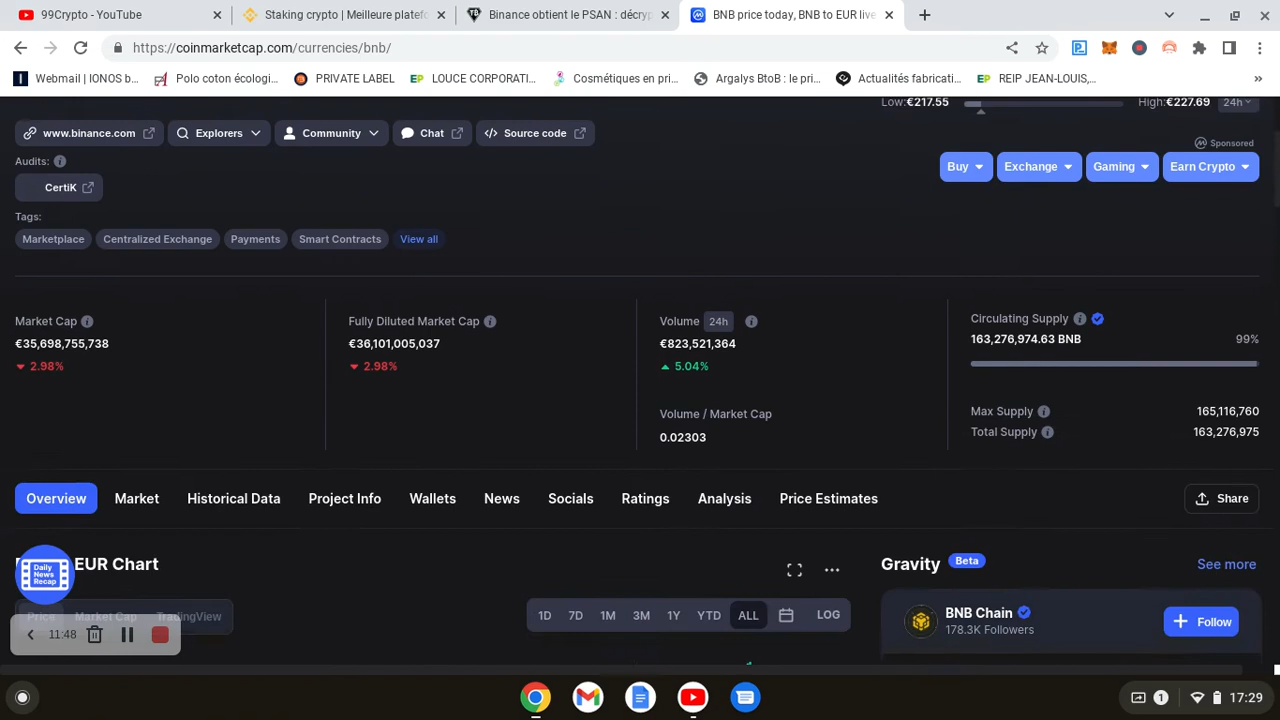 99Crypto - YouTube
Staking crypto | Meilleure platef
Binance obtient le PSAN : décryp
BNB price today, BNB to EUR live
https://coinmarketcap.com/currencies/bnb/
Webmail | IONOS b...
Polo coton écologi...
PRIVATE LABEL
LOUCE CORPORATI...
Cosmétiques en pri...
Argalys BtoB : le pri...
Actualités fabricati...
REIP JEAN-LOUIS,...
»
Low:€217.55
High:€227.69
24h
www.binance.com
Explorers
Community
Chat
Source code
Sponsored
Audits:
Buy
Exchange
Gaming
Earn Crypto
CertiK
Tags:
Marketplace
Centralized Exchange
Payments
Smart Contracts
View all
Market Cap
€35,698,755,738
2.98%
Fully Diluted Market Cap
€36,101,005,037
2.98%
Volume 24h
€823,521,364
5.04%
Volume / Market Cap
0.02303
Circulating Supply
163,276,974.63 BNB
99%
Max Supply
165,116,760
Total Supply
163,276,975
Overview
Market
Historical Data
Project Info
Wallets
News
Socials
Ratings
Analysis
Price Estimates
Share
EUR Chart
Daily
News
Recap
Price
Market Cap
TradingView
1D
7D
1M
3M
1Y
YTD
ALL
LOG
Gravity
Beta
See more
BNB Chain
178.3K Followers
Follow
11:48
1
17:29